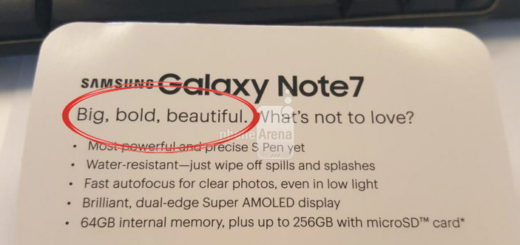 SAMSUNG Galaxy Note7
Big, bold, beautiful. What's not to love?
phoneArena
• Most powerful and precise S Pen yet
• Water-resistant—just wipe off spills and splashes
• Fast autofocus for clear photos, even in low light
• Brilliant, dual-edge Super AMOLED display
• 64GB internal memory, plus up to 256GB with microSD™ card*